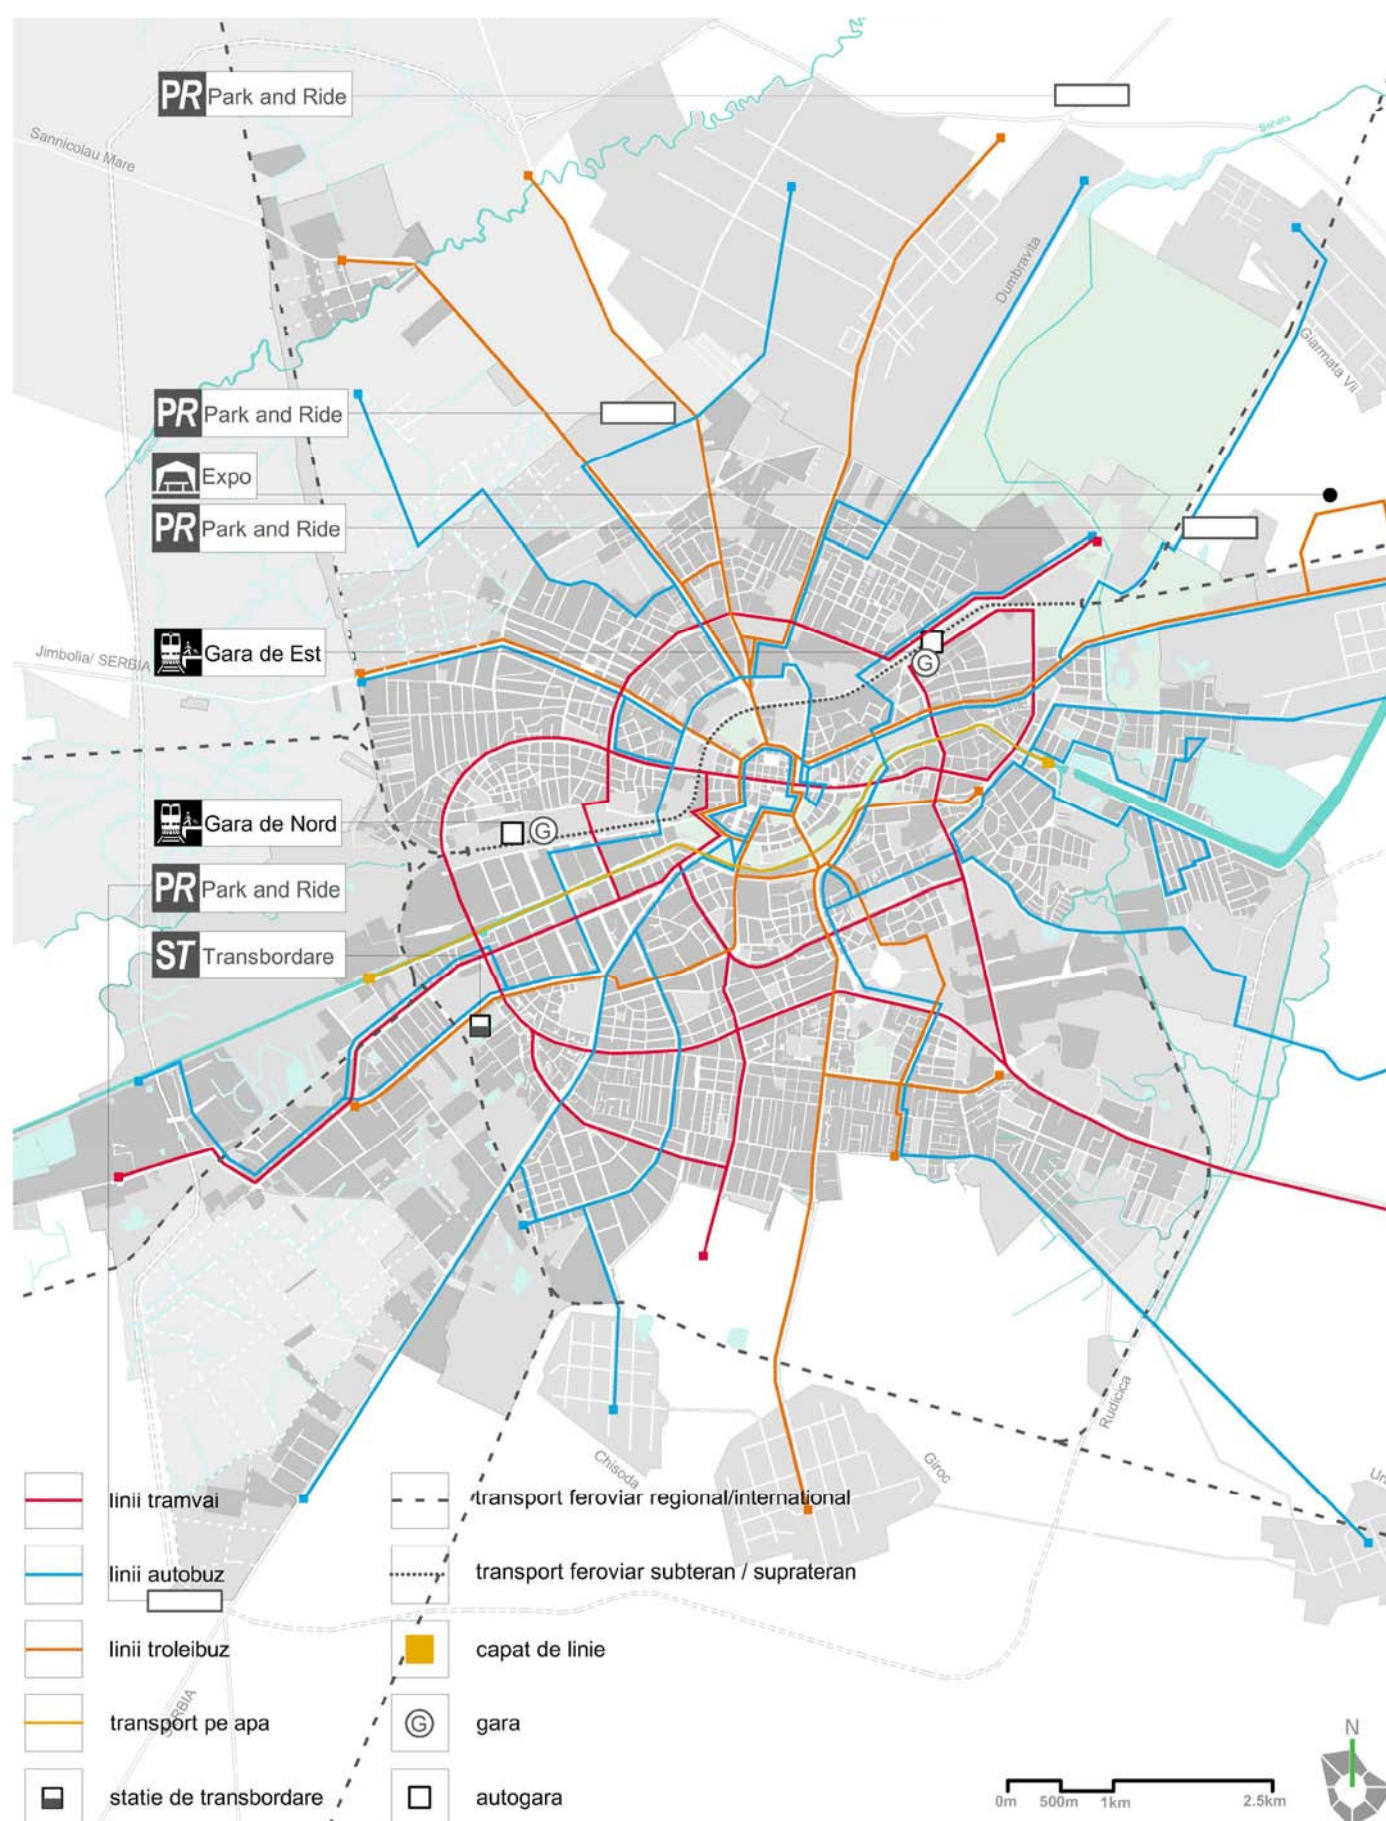 PR Park and Ride
Sannicolau Mare
Behela
Dumbravita
Giarmata Vii
PR Park and Ride
Expo
PR Park and Ride
Jimbolia/ SERBIA
Gara de Est
G
Gara de Nord
G
PR Park and Ride
ST Transbordare
Rudicica
Chisoda
Giroc
linii tramvai
transport feroviar regional/international
linii autobuz
transport feroviar subteran / suprateran
linii troleibuz
capat de linie
SERBIA
transport pe apa
G
gara
N
statie de transbordare
autogara
0m 500m 1km 2.5km